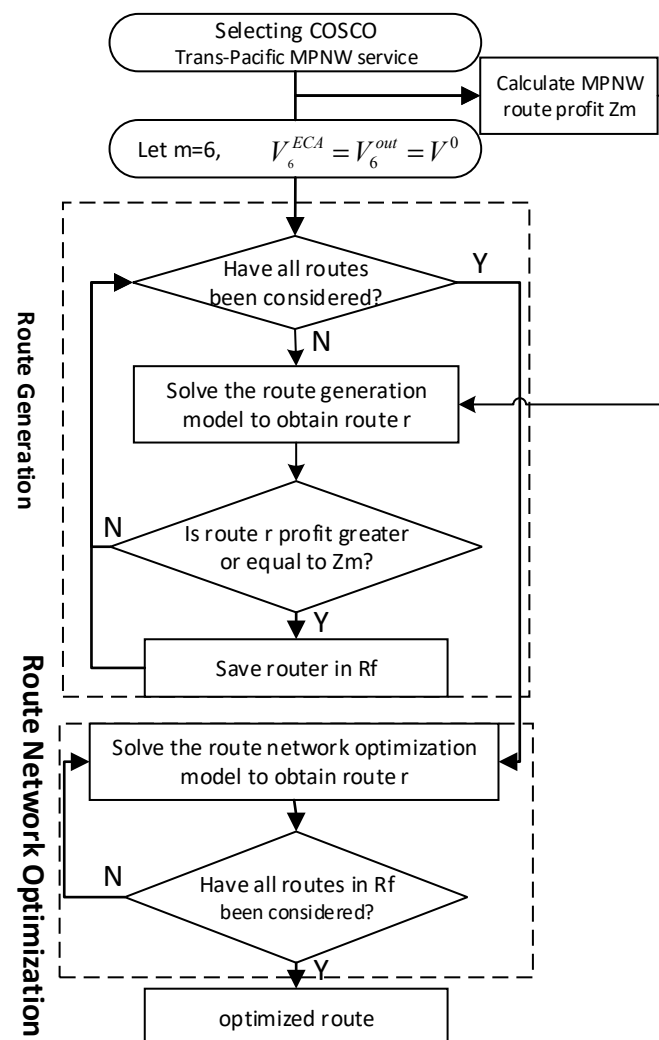 Selecting COSCO
Trans-Pacific MPNW service
Calculate MPNW
route profit Zm
Let m=6, V_6^{ECA} = V_6^{out} = V^0
Route Generation
Have all routes
been considered?
Y
N
Solve the route generation
model to obtain route r
N
Is route r profit greater
or equal to Zm?
Y
Save router in Rf
Route Network Optimization
Solve the route network optimization
model to obtain route r
N
Have all routes in Rf
been considered?
Y
optimized route